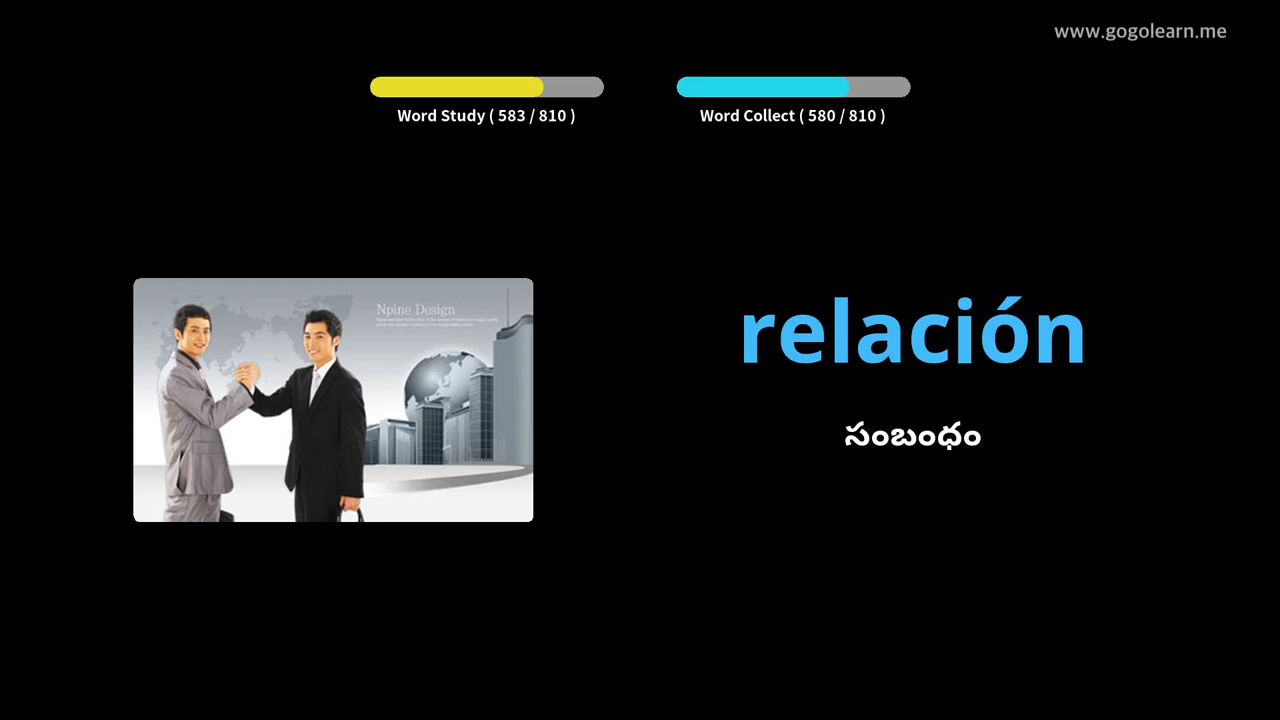 www.gogolearn.me
Word Study ( 583 / 810 )
Word Collect ( 580 / 810 )
Npine Design
relación
సంబంధం